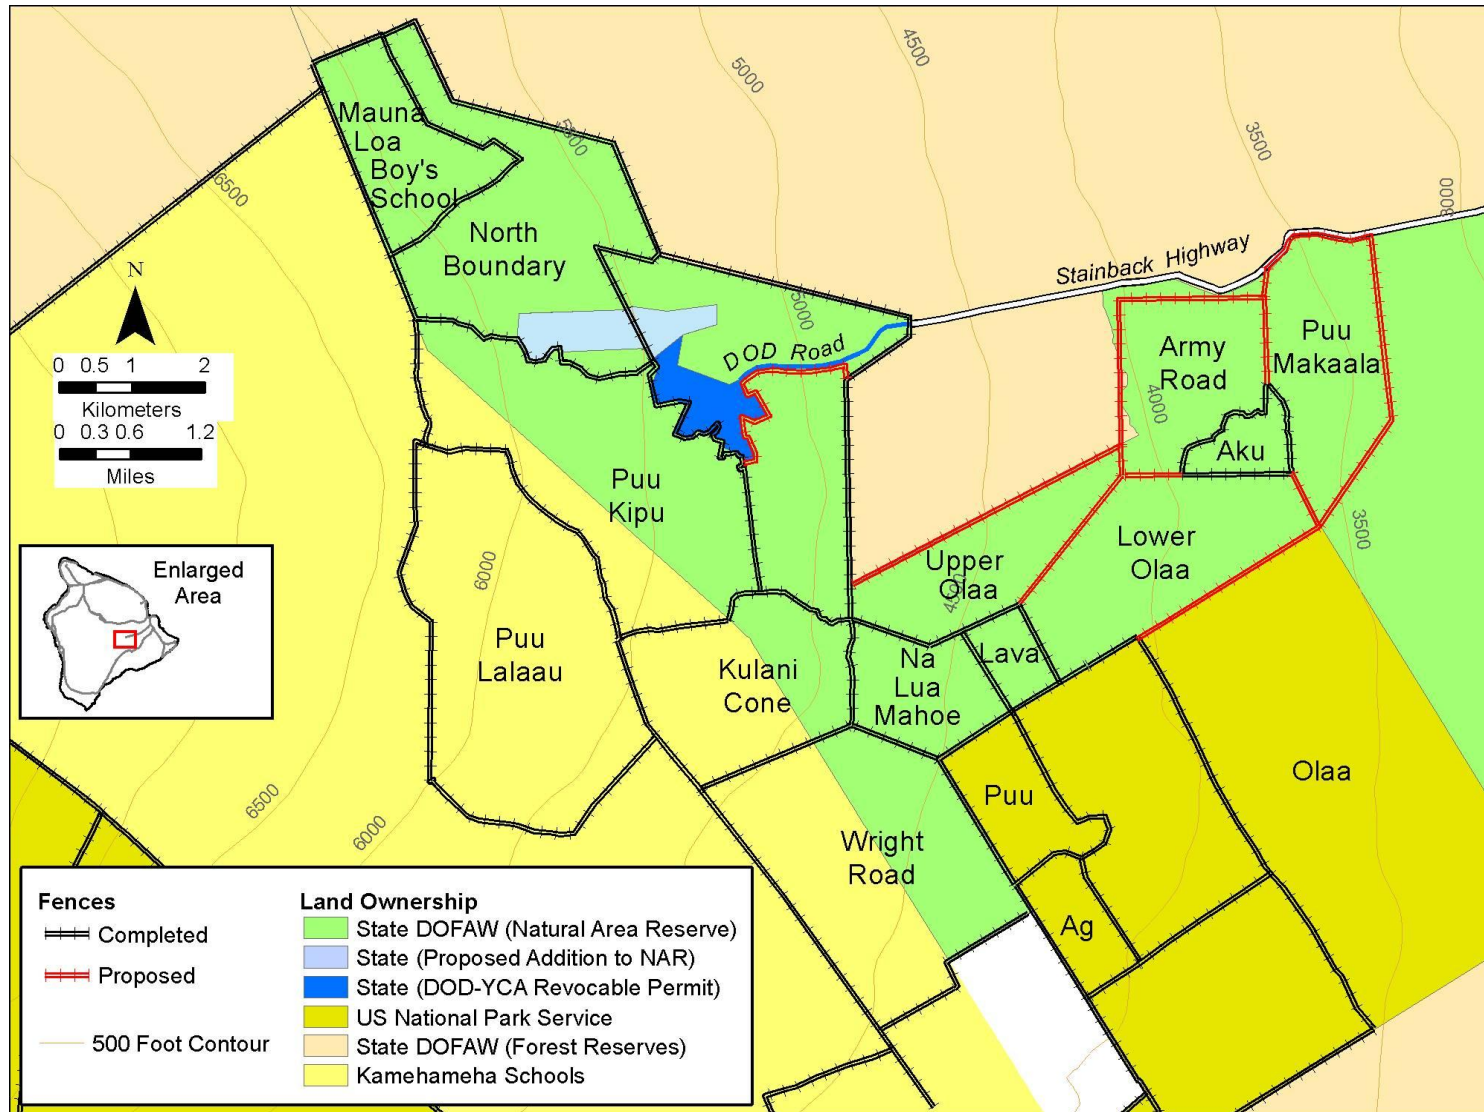 4500
5000
3500
3000
5500
6500
Mauna
Loa
Boy's
School
North
Boundary
Stainback Highway
N
5000
DOD Road
Army
Road
Puu
Makaala
4000
0 0.5 1 2
Kilometers
0 0.3 0.6 1.2
Miles
Aku
Puu
Kipu
3500
Lower
Olaa
Upper
Olaa
4500
6000
Enlarged
Area
Puu
Lalaau
Kulani
Cone
Na
Lua
Mahoe
Lava
Olaa
Puu
6500
6000
Wright
Road
Ag
Fences
Completed
Proposed
500 Foot Contour
Land Ownership
State DOFAW (Natural Area Reserve)
State (Proposed Addition to NAR)
State (DOD-YCA Revocable Permit)
US National Park Service
State DOFAW (Forest Reserves)
Kamehameha Schools